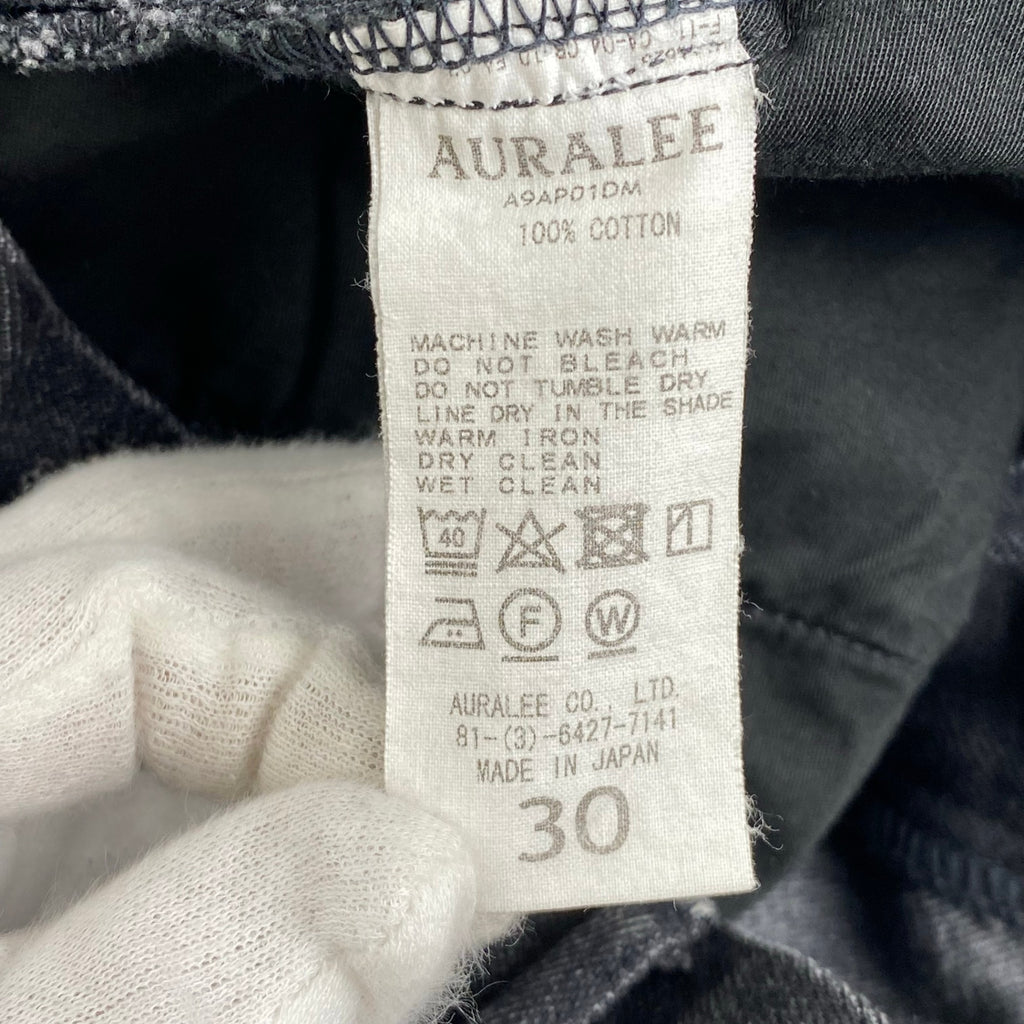 AURALEE
A9AP01DM
100% COTTON
MACHINE WASH WARM
DO NOT BLEACH
DO NOT TUMBLE DRY
LINE DRY IN THE SHADE
WARM IRON
DRY CLEAN
WET CLEAN
40
F W
AURALEE CO., LTD.
81-(3)-6427-7141
MADE IN JAPAN
30